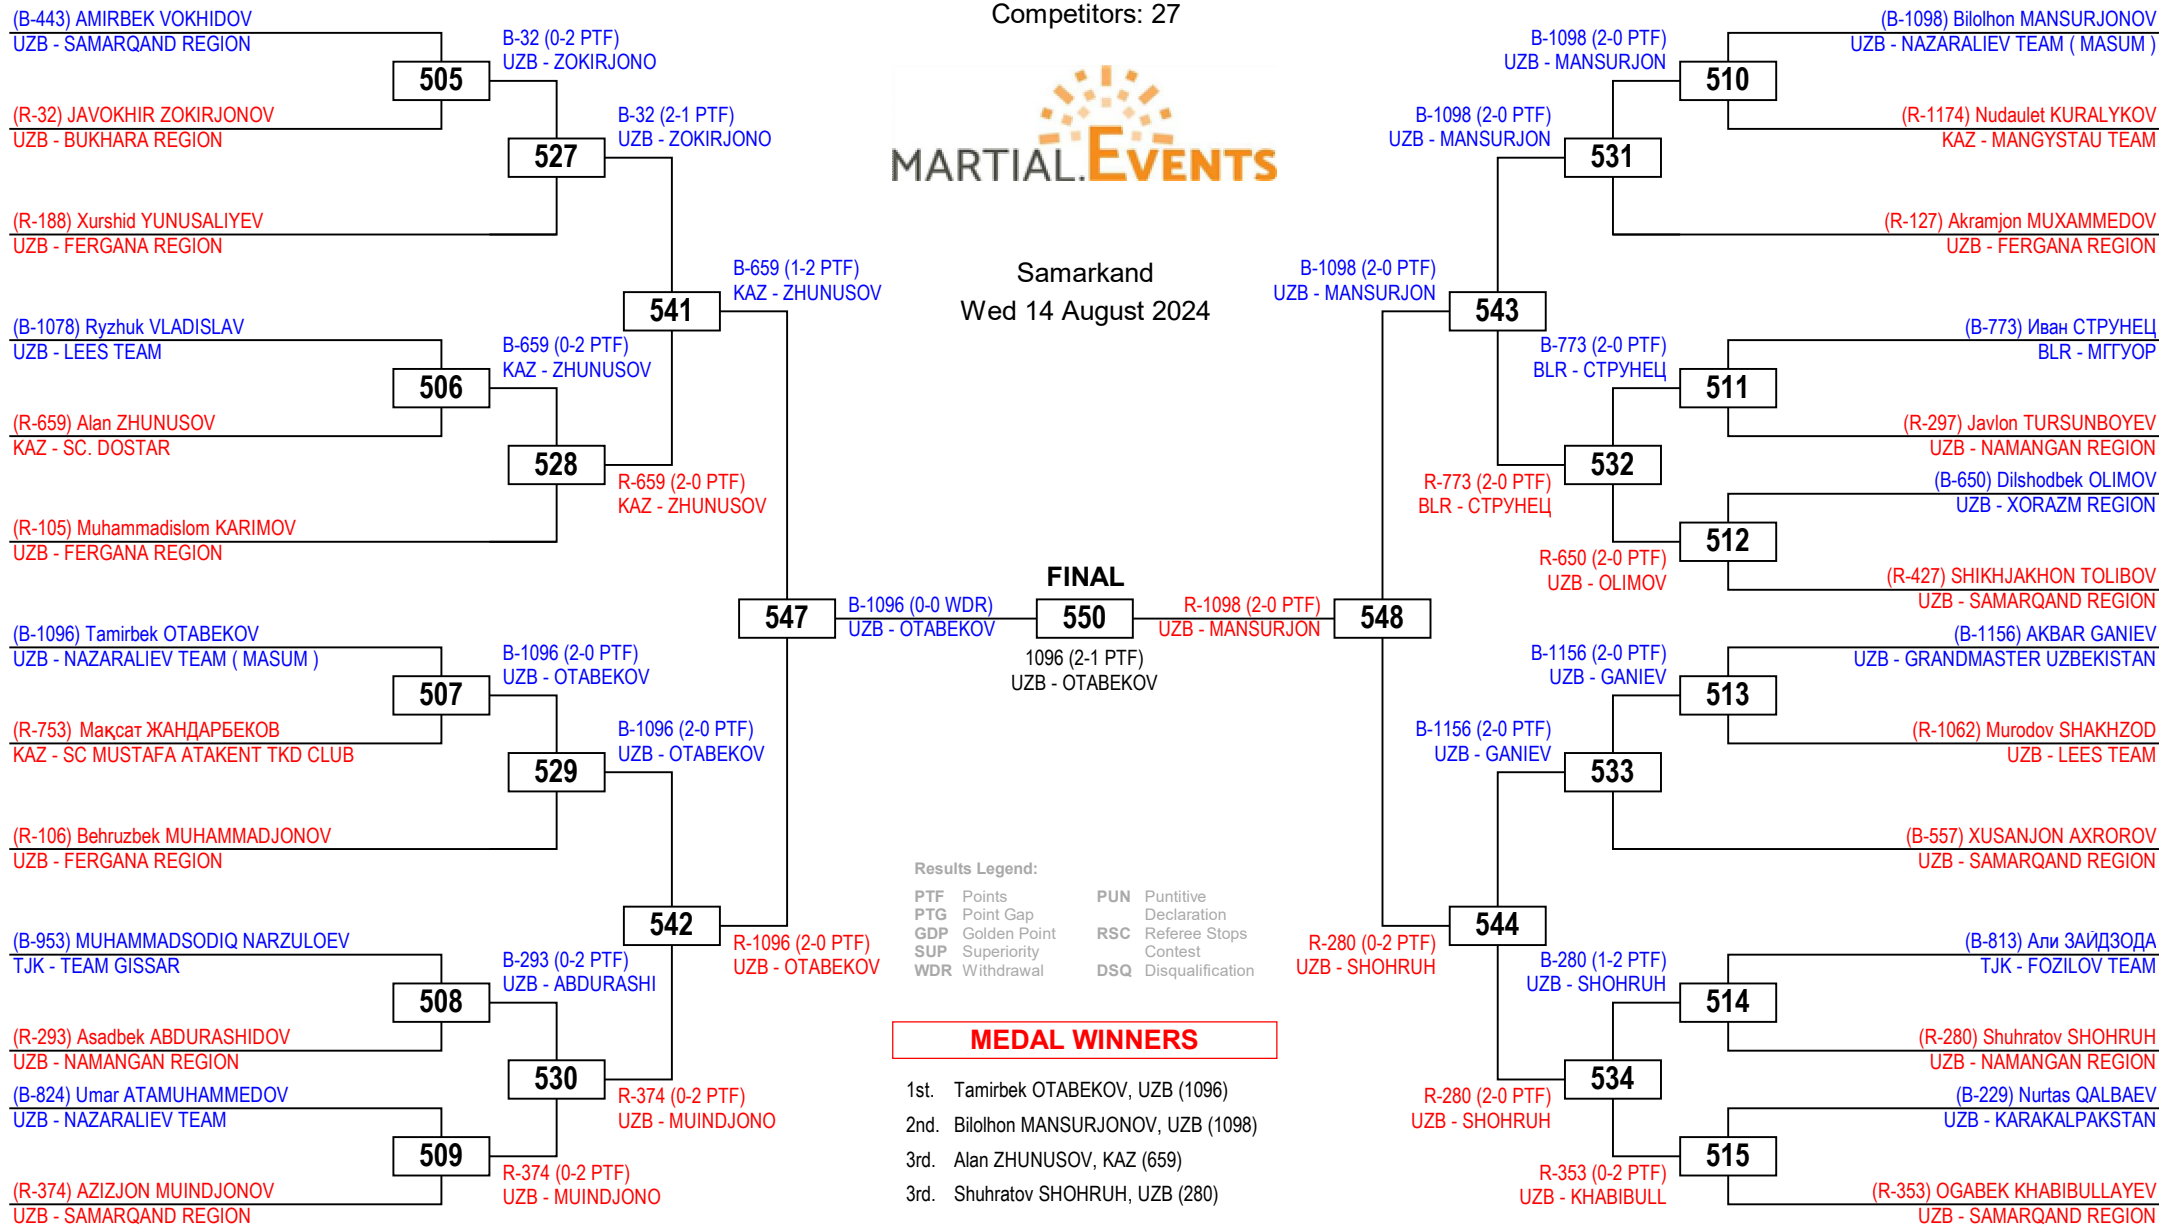 Competitors: 27
MARTIAL.EVENTS
Samarkand
Wed 14 August 2024
(B-443) AMIRBEK VOKHIDOV
UZB - SAMARQAND REGION
505
(R-32) JAVOKHIR ZOKIRJONOV
UZB - BUKHARA REGION
B-32 (0-2 PTF)
UZB - ZOKIRJONO
527
(R-188) Xurshid YUNUSALIYEV
UZB - FERGANA REGION
B-32 (2-1 PTF)
UZB - ZOKIRJONO
541
B-659 (1-2 PTF)
KAZ - ZHUNUSOV
(B-1078) Ryzhuk VLADISLAV
UZB - LEES TEAM
506
(R-659) Alan ZHUNUSOV
KAZ - SC. DOSTAR
B-659 (0-2 PTF)
KAZ - ZHUNUSOV
528
R-659 (2-0 PTF)
KAZ - ZHUNUSOV
(R-105) Muhammadislom KARIMOV
UZB - FERGANA REGION
547
B-1096 (0-0 WDR)
UZB - OTABEKOV
(B-1096) Tamirbek OTABEKOV
UZB - NAZARALIEV TEAM ( MASUM )
507
(R-753) Мақсат ЖАНДАРБЕКОВ
KAZ - SC MUSTAFA ATAKENT TKD CLUB
B-1096 (2-0 PTF)
UZB - OTABEKOV
529
B-1096 (2-0 PTF)
UZB - OTABEKOV
(R-106) Behruzbek MUHAMMADJONOV
UZB - FERGANA REGION
542
R-1096 (2-0 PTF)
UZB - OTABEKOV
(B-953) MUHAMMADSODIQ NARZULOEV
TJK - TEAM GISSAR
508
(R-293) Asadbek ABDURASHIDOV
UZB - NAMANGAN REGION
B-293 (0-2 PTF)
UZB - ABDURASHI
530
R-374 (0-2 PTF)
UZB - MUINDJONO
(B-824) Umar ATAMUHAMMEDOV
UZB - NAZARALIEV TEAM
509
(R-374) AZIZJON MUINDJONOV
UZB - SAMARQAND REGION
R-374 (0-2 PTF)
UZB - MUINDJONO
FINAL
550
1096 (2-1 PTF)
UZB - OTABEKOV
R-1098 (2-0 PTF)
UZB - MANSURJON
548
(B-1098) Bilolhon MANSURJONOV
UZB - NAZARALIEV TEAM ( MASUM )
510
(R-1174) Nudaulet KURALYKOV
KAZ - MANGYSTAU TEAM
B-1098 (2-0 PTF)
UZB - MANSURJON
531
B-1098 (2-0 PTF)
UZB - MANSURJON
(R-127) Akramjon MUXAMMEDOV
UZB - FERGANA REGION
B-1098 (2-0 PTF)
UZB - MANSURJON
543
(B-773) Иван СТРУНЕЦ
BLR - МГГУОР
511
(R-297) Javlon TURSUNBOYEV
UZB - NAMANGAN REGION
B-773 (2-0 PTF)
BLR - СТРУНЕЦ
532
R-773 (2-0 PTF)
BLR - СТРУНЕЦ
(B-650) Dilshodbek OLIMOV
UZB - XORAZM REGION
512
(R-427) SHIKHJAKHON TOLIBOV
UZB - SAMARQAND REGION
R-650 (2-0 PTF)
UZB - OLIMOV
(B-1156) AKBAR GANIEV
UZB - GRANDMASTER UZBEKISTAN
513
(R-1062) Murodov SHAKHZOD
UZB - LEES TEAM
B-1156 (2-0 PTF)
UZB - GANIEV
533
B-1156 (2-0 PTF)
UZB - GANIEV
(B-557) XUSANJON AXROROV
UZB - SAMARQAND REGION
544
R-280 (0-2 PTF)
UZB - SHOHRUH
(B-813) Али ЗАЙДЗОДА
TJK - FOZILOV TEAM
514
(R-280) Shuhratov SHOHRUH
UZB - NAMANGAN REGION
B-280 (1-2 PTF)
UZB - SHOHRUH
534
R-280 (2-0 PTF)
UZB - SHOHRUH
(B-229) Nurtas QALBAEV
UZB - KARAKALPAKSTAN
515
(R-353) OGABEK KHABIBULLAYEV
UZB - SAMARQAND REGION
R-353 (0-2 PTF)
UZB - KHABIBULL
Results Legend:
PTF Points
PTG Point Gap
GDP Golden Point
SUP Superiority
WDR Withdrawal
PUN Puntitive
Declaration
RSC Referee Stops
Contest
DSQ Disqualification
MEDAL WINNERS
1st. Tamirbek OTABEKOV, UZB (1096)
2nd. Bilolhon MANSURJONOV, UZB (1098)
3rd. Alan ZHUNUSOV, KAZ (659)
3rd. Shuhratov SHOHRUH, UZB (280)